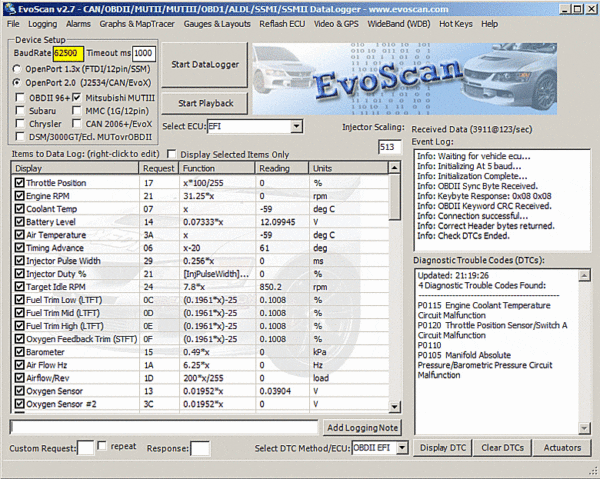 EvoScan v2.7 - CAN/OBDII/MUTII/MUTIII/OBD1/ALDL/SSMI/SSMII DataLogger - www.evoscan.com
File Logging Alarms Graphs & MapTracer Gauges & Layouts Reflash ECU Video & GPS WideBand (WDB) Hot Keys Help
Device Setup
BaudRate 62500 Timeout ms 1000
OpenPort 1.3x (FTDI/12pin/SSM)
OpenPort 2.0 (J2534/CAN/EvoX)
OBDII 96+ Mitsubishi MUTIII
Subaru MMC (1G/12pin)
Chrysler CAN 2006+/EvoX
DSM/3000GT/Ecl. MUTovrOBDII
Start DataLogger
Start Playback
EvoScan
Select ECU: EFI
Injector Scaling:
513
Items to Data Log: (right-click to edit) Display Selected Items Only
Display Request Function Reading Units
Throttle Position 17 x*100/255 0 %
Engine RPM 21 31.25*x 0 rpm
Coolant Temp 07 x -59 deg C
Battery Level 14 0.07333*x 12.09945 V
Air Temperature 3A x -59 deg C
Timing Advance 06 x-20 61 deg
Injector Pulse Width 29 0.256*x 0 ms
Injector Duty % 21 [InjPulseWidth]... 0 %
Target Idle RPM 24 7.8*x 850.2 rpm
Fuel Trim Low (LTFT) 0C (0.1961*x)-25 0.1008 %
Fuel Trim Mid (LTFT) 0D (0.1961*x)-25 0.1008 %
Fuel Trim High (LTFT) 0E (0.1961*x)-25 0.1008 %
Oxygen Feedback Trim (STFT) 0F (0.1961*x)-25 0.1008 %
Barometer 15 0.49*x 0 kPa
Air Flow Hz 1A 6.25*x 0 Hz
Airflow/Rev 1D 200*x/255 0 load
Oxygen Sensor 13 0.01952*x 0.03904 V
Oxygen Sensor #2 3C 0.01952*x 0 V
Add Logging Note
Custom Request: repeat Response: Select DTC Method/ECU: OBDII EFI
Received Data (3911@123/sec)
Event Log:
Info: Waiting for vehicle ecu...
Info: Initializing At 5 baud...
Info: Initialization Complete...
Info: OBDII Sync Byte Received.
Info: Keybyte Response: 0x08 0x08
Info: OBDII Keyword CRC Received.
Info: Connection successful...
Info: Correct Header bytes returned.
Info: Check DTCs Ended.
Diagnostic Trouble Codes (DTCs):
Updated: 21:19:26
4 Diagnostic Trouble Codes Found:
----------------------------------------------
P0115 Engine Coolant Temperature
Circuit Malfunction
P0120 Throttle Position Sensor/Switch A
Circuit Malfunction
P0110
P0105 Manifold Absolute
Pressure/Barometric Pressure Circuit
Malfunction
Display DTC Clear DTCs Actuators